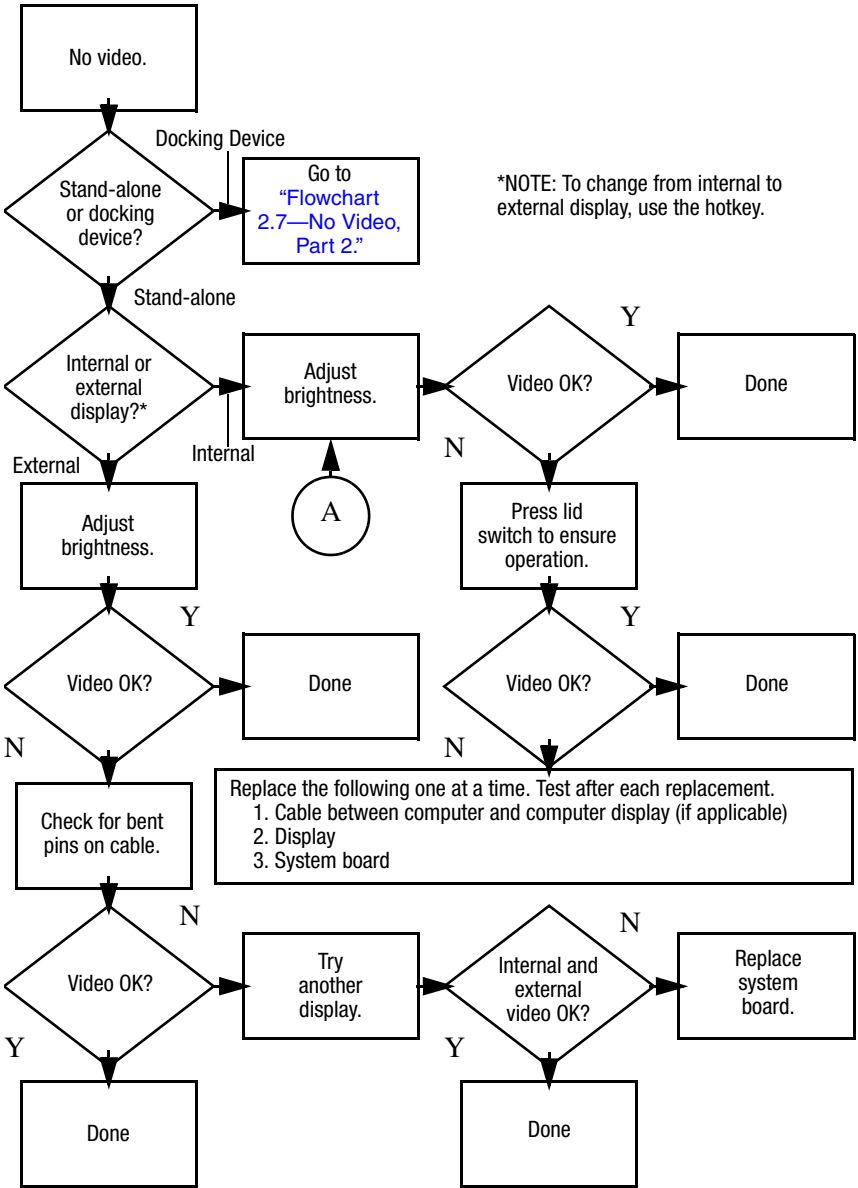 No video.
Docking Device
Stand-alone
or docking
device?
Go to
“Flowchart
2.7—No Video,
Part 2.”
*NOTE: To change from internal to
external display, use the hotkey.
Stand-alone
Internal or
external
display?*
Internal
External
Adjust
brightness.
A
Video OK?
Y
N
Done
Press lid
switch to ensure
operation.
Adjust
brightness.
Video OK?
Y
N
Done
Video OK?
Y
N
Done
Replace the following one at a time. Test after each replacement.
1. Cable between computer and computer display (if applicable)
2. Display
3. System board
Check for bent
pins on cable.
Video OK?
N
Y
Try
another
display.
Internal and
external
video OK?
N
Y
Replace
system
board.
Done
Done